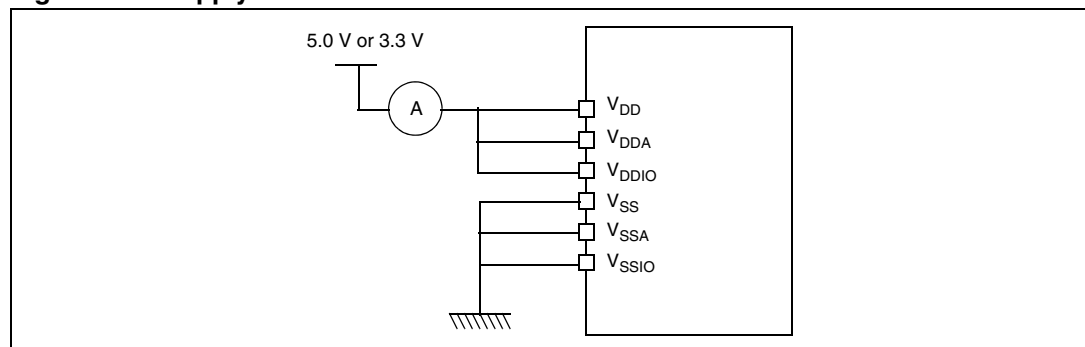 5.0 V or 3.3 V
A
VDD
VDDA
VDDIO
VSS
VSSA
VSSIO